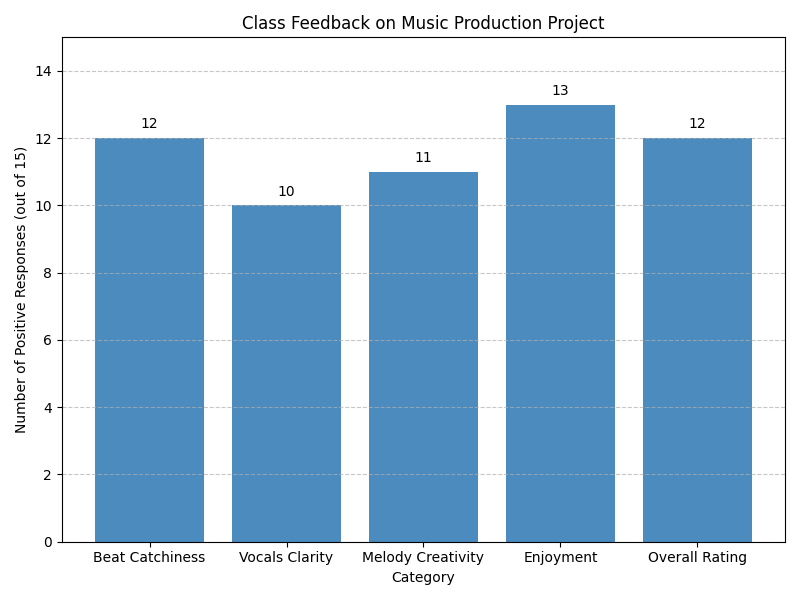 Class Feedback on Music Production Project
Number of Positive Responses (out of 15)
14
12
10
8
6
4
2
0
12
10
11
13
12
Beat Catchiness
Vocals Clarity
Melody Creativity
Enjoyment
Overall Rating
Category